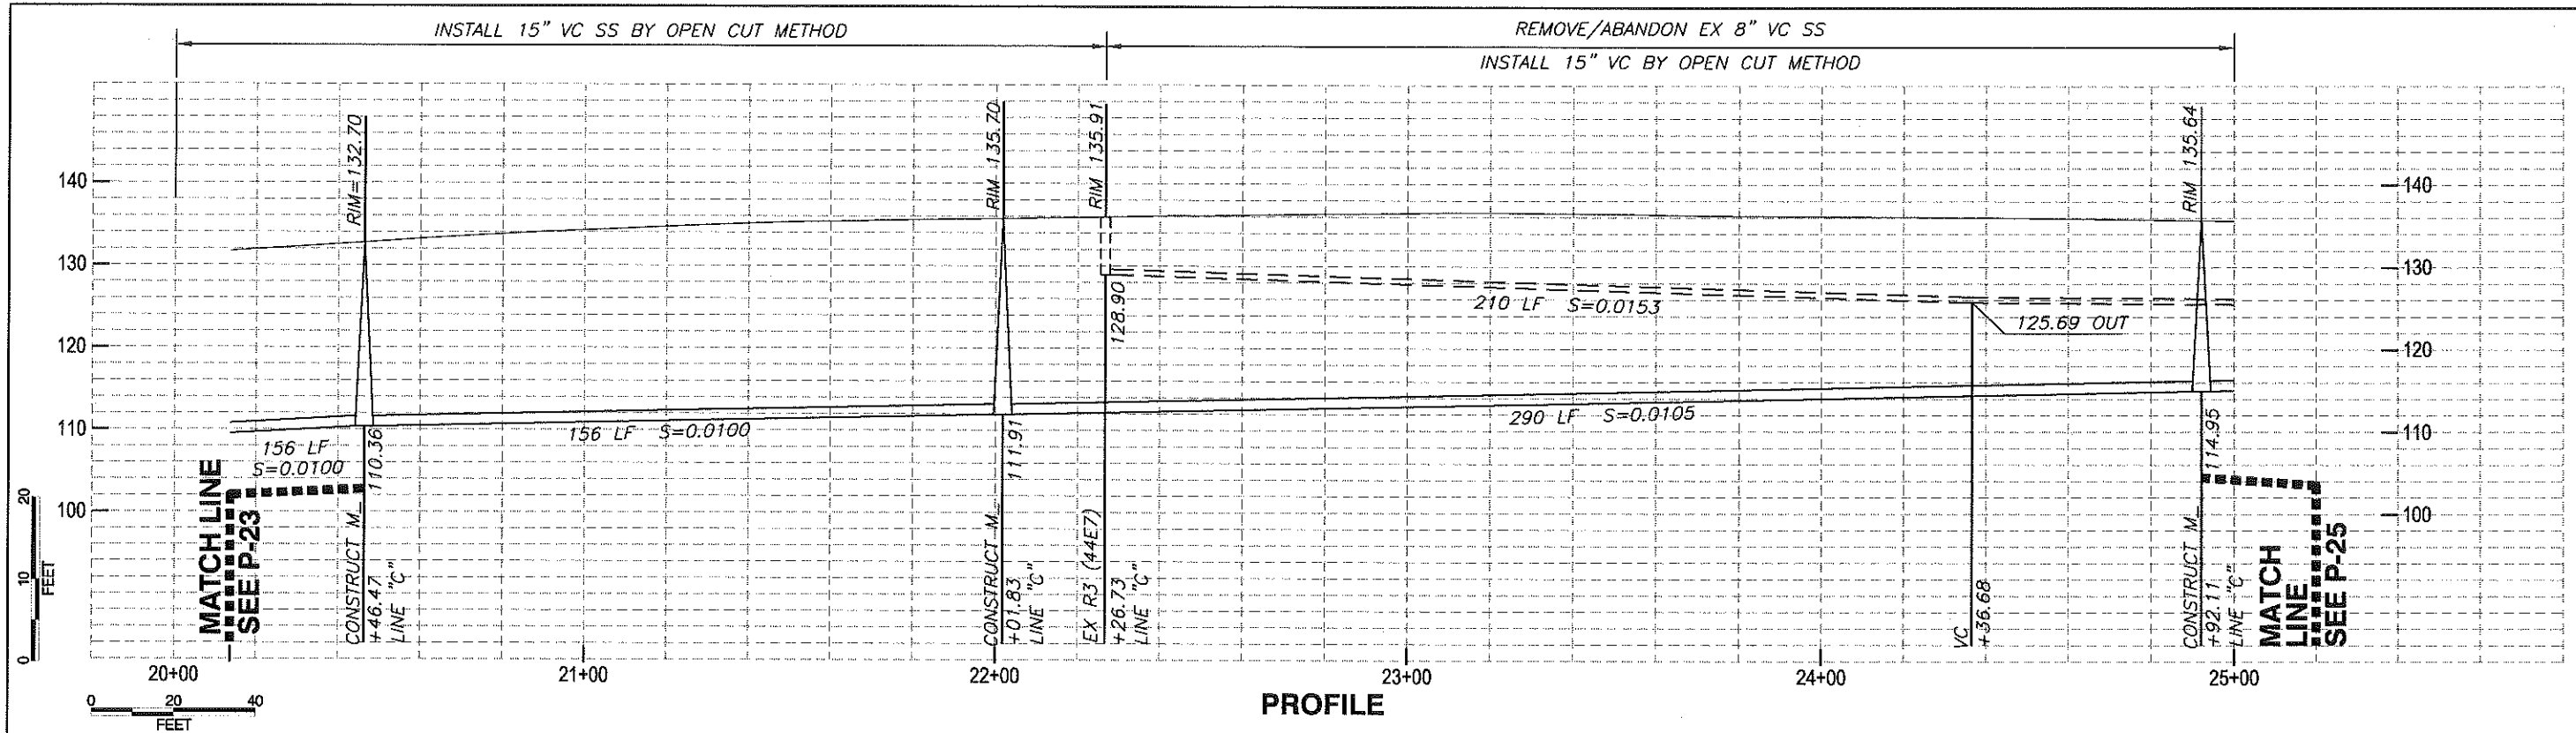 INSTALL 15" VC SS BY OPEN CUT METHOD
REMOVE/ABANDON EX 8" VC SS
INSTALL 15" VC BY OPEN CUT METHOD
RIM=132.70
RIM 135.70
RIM 135.91
RIM 135.64
140
130
120
110
100
140
130
120
110
100
128.90
210 LF S=0.0153
125.69 OUT
156 LF
S=0.0100
110.36
156 LF S=0.0100
111.91
290 LF S=0.0105
114.95
MATCH LINE
SEE P-23
CONSTRUCT M_
+46.47
LINE "C"
CONSTRUCT M_
+01.83
LINE "C"
EX R3 (44E7)
+26.73
LINE "C"
VC
+36.68
CONSTRUCT M_
+92.11
LINE "C"
MATCH
LINE
SEE P-25
0 10 20
FEET
20+00
21+00
22+00
23+00
24+00
25+00
0 20 40
FEET
PROFILE